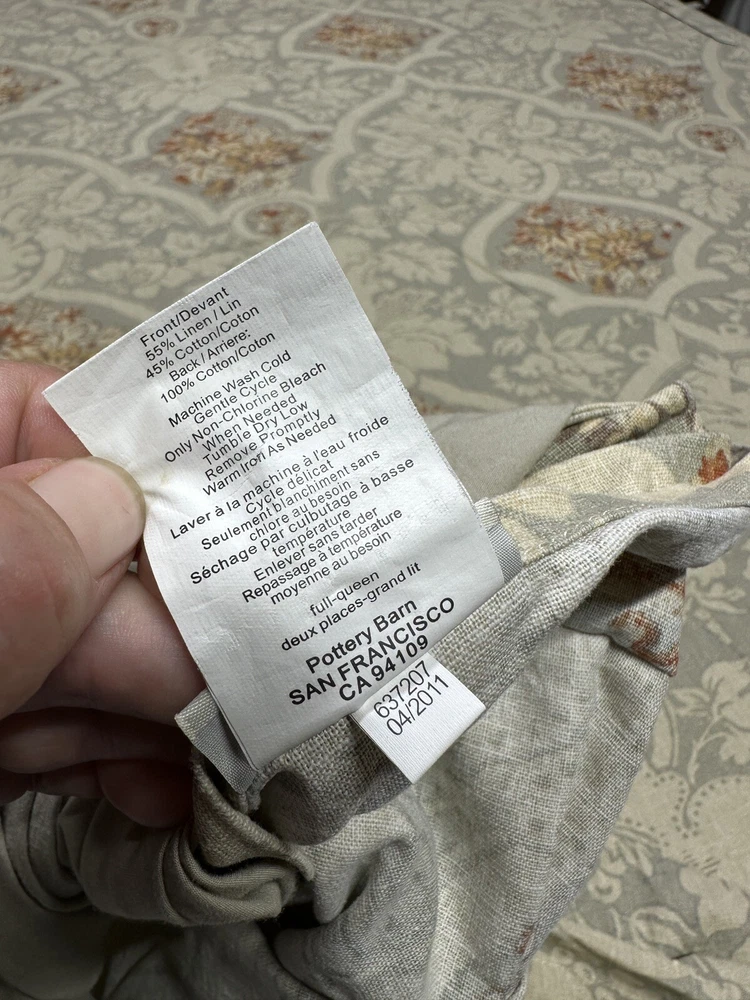 Front/Devant
55% Linen / Lin
45% Cotton/Coton
Back / Arriere:
100% Cotton/Coton
Machine Wash Cold
Gentle Cycle
Only Non-Chlorine Bleach
When Needed
Tumble Dry Low
Remove Promptly
Warm Iron As Needed
Laver à la machine à l'eau froide
Cycle délicat
Seulement blanchiment sans
chlore au besoin
Séchage par culbutage à basse
température
Enlever sans tarder
Repassage à température
moyenne au besoin
full-queen
deux places-grand lit
Pottery Barn
SAN FRANCISCO
CA 94109
637207
04/2011